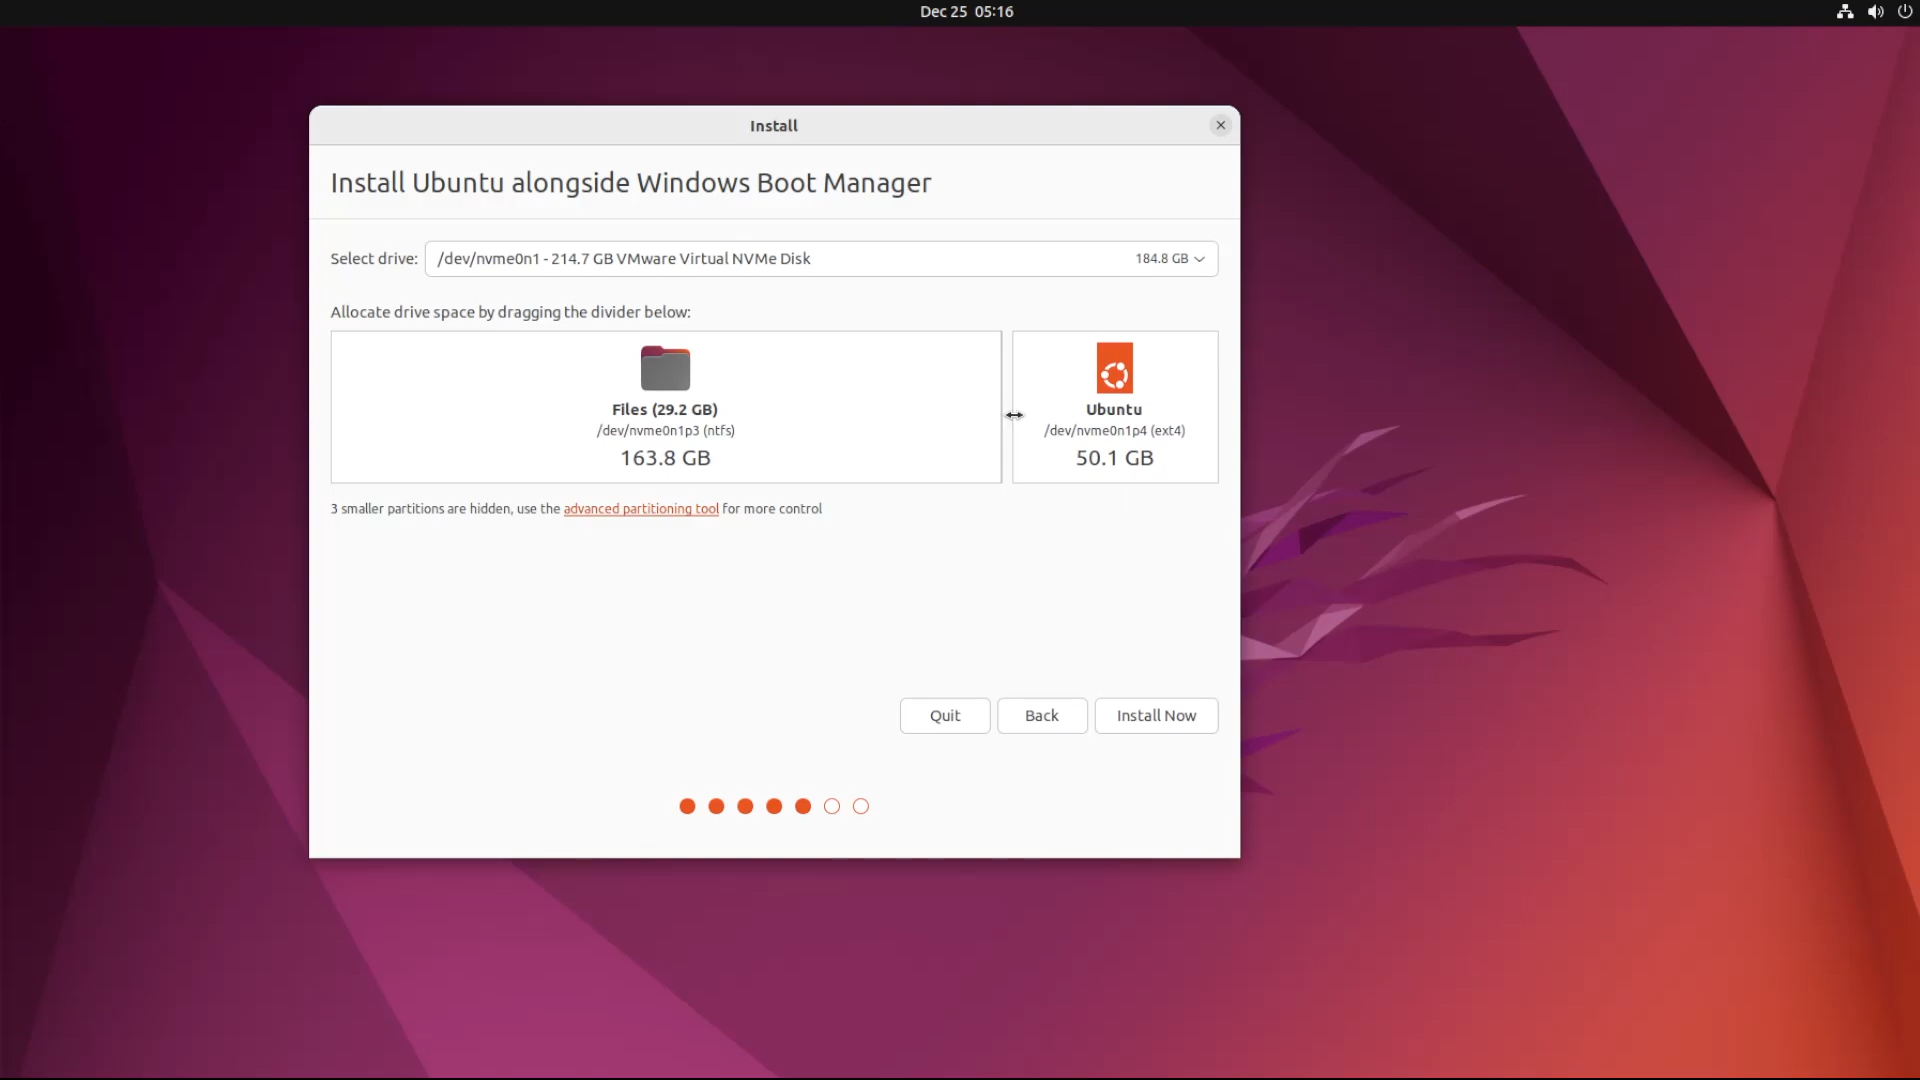 Dec 25 05:16
Install
Install Ubuntu alongside Windows Boot Manager
Select drive: /dev/nvme0n1 - 214.7 GB VMware Virtual NVMe Disk 184.8 GB
Allocate drive space by dragging the divider below:
Files (29.2 GB)
/dev/nvme0n1p3 (ntfs)
163.8 GB
Ubuntu
/dev/nvme0n1p4 (ext4)
50.1 GB
3 smaller partitions are hidden, use the advanced partitioning tool for more control
Quit Back Install Now